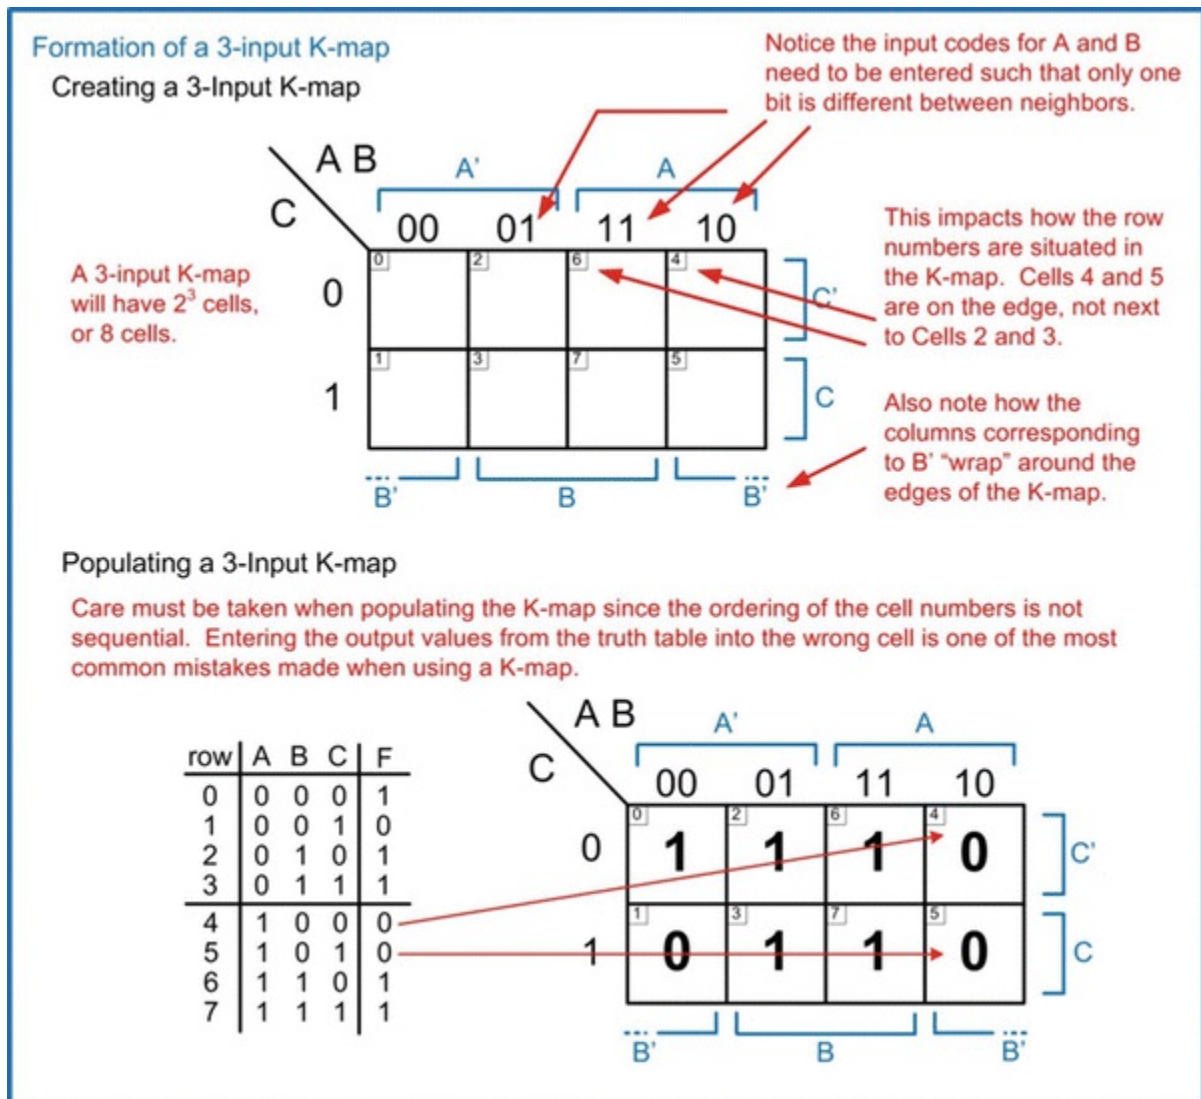 Formation of a 3-input K-map
Creating a 3-Input K-map
Notice the input codes for A and B
need to be entered such that only one
bit is different between neighbors.
A B
A'
A
C
00 01 11 10
A 3-input K-map
will have 2³ cells,
or 8 cells.
0
0 2 6 4
C'
1
1 3 7 5
C
B'
B
B'
This impacts how the row
numbers are situated in
the K-map. Cells 4 and 5
are on the edge, not next
to Cells 2 and 3.
Also note how the
columns corresponding
to B' “wrap” around the
edges of the K-map.
Populating a 3-Input K-map
Care must be taken when populating the K-map since the ordering of the cell numbers is not
sequential. Entering the output values from the truth table into the wrong cell is one of the most
common mistakes made when using a K-map.
row A B C F
0 0 0 0 1
1 0 0 1 0
2 0 1 0 1
3 0 1 1 1
4 1 0 0 0
5 1 0 1 0
6 1 1 0 1
7 1 1 1 1
A B
A'
A
C
00 01 11 10
0 2 6 4
0 1 1 1 0
C'
1 3 7 5
1 0 1 1 0
C
B'
B
B'